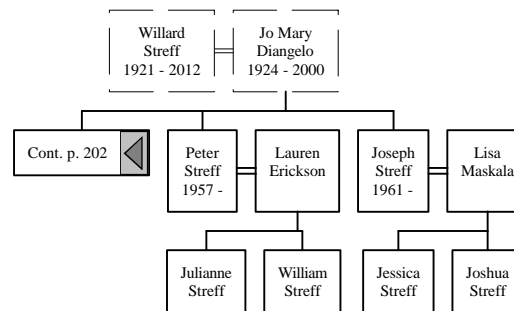 Willard
Streff
1921 - 2012
Jo Mary
Diangelo
1924 - 2000
Cont. p. 202
Peter
Streff
1957 -
Lauren
Erickson
Joseph
Streff
1961 -
Lisa
Maskala
Julianne
Streff
William
Streff
Jessica
Streff
Joshua
Streff